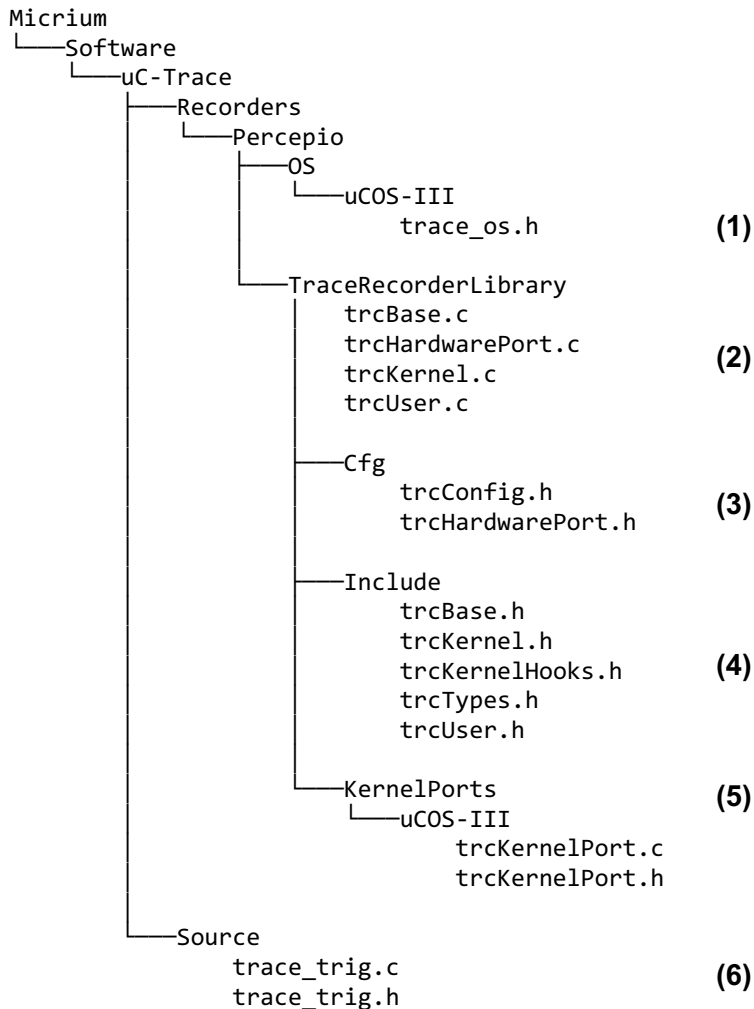 Micrium
└───Software
└───uC-Trace
├───Recorders
└───Percepio
├───OS
└───uCOS-III
trace_os.h (1)
└───TraceRecorderLibrary
trcBase.c
trcHardwarePort.c
(2)
trcKernel.c
trcUser.c
├───Cfg
trcConfig.h
(3)
trcHardwarePort.h
├───Include
trcBase.h
trcKernel.h
trcKernelHooks.h (4)
trcTypes.h
trcUser.h
└───KernelPorts (5)
└───uCOS-III
trcKernelPort.c
trcKernelPort.h
└───Source
trace_trig.c
(6)
trace_trig.h